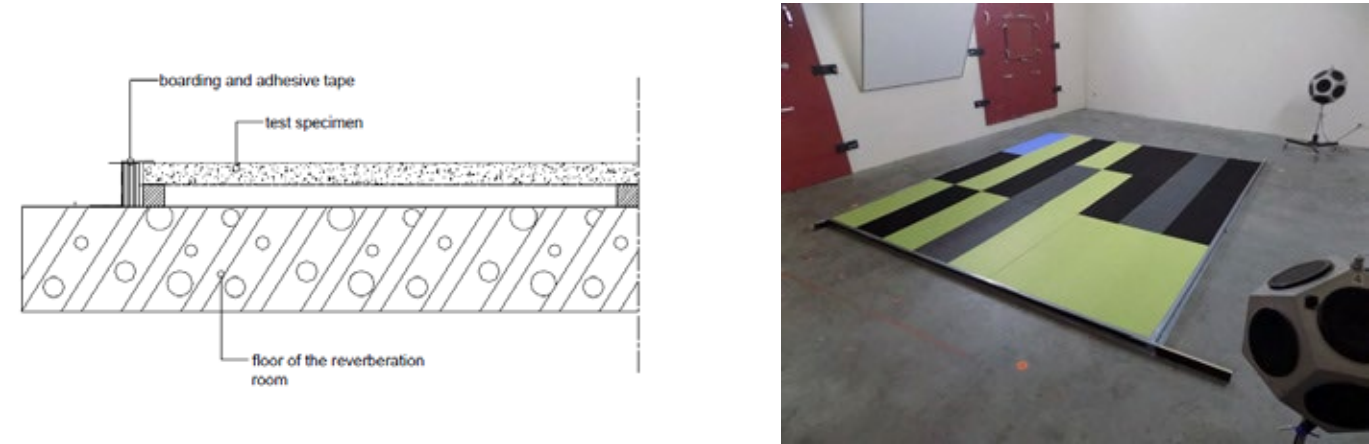 boarding and adhesive tape
test specimen
floor of the reverberation
room